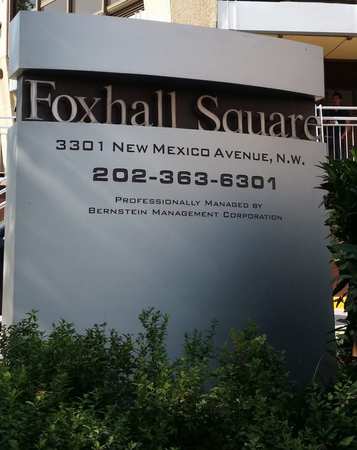 Foxhall Square
3301 New Mexico Avenue, N.W.
202-363-6301
Professionally Managed by
Bernstein Management Corporation